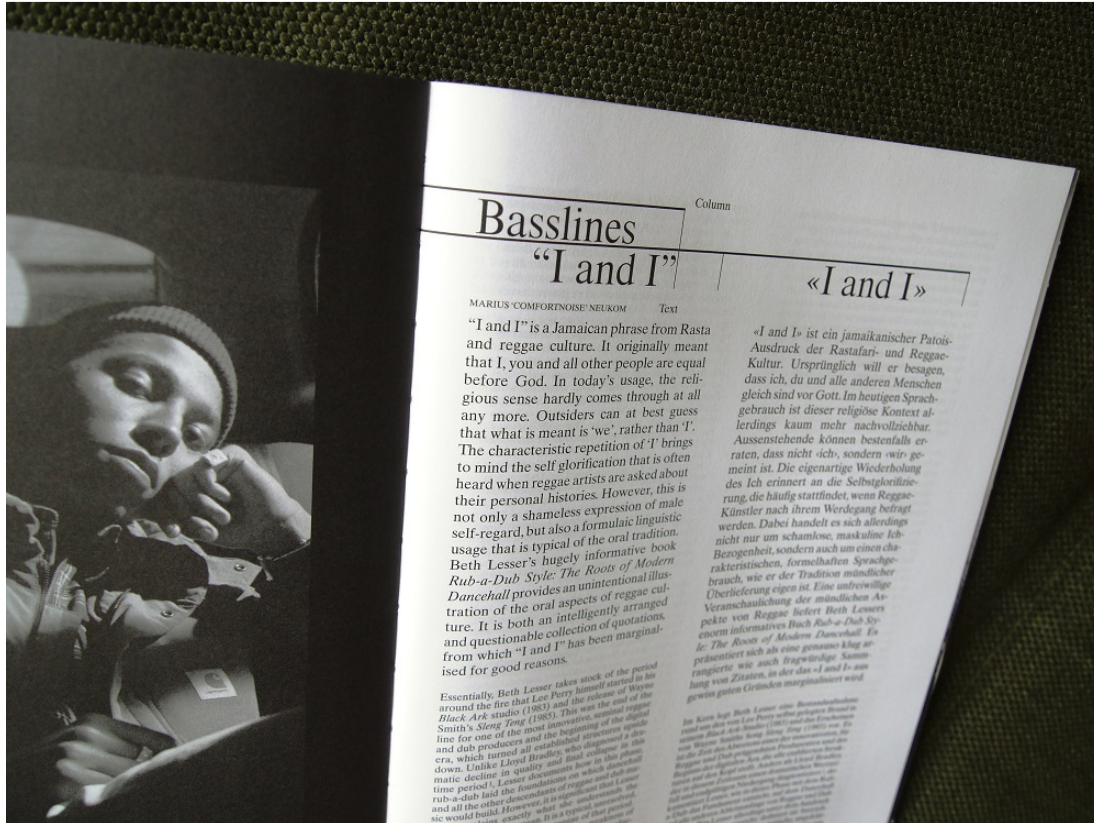 Column
Basslines
“I and I”
MARIUS ‘COMFORTNOISE’ NEUKOM Text
“I and I” is a Jamaican phrase from Rasta
and reggae culture. It originally meant
that I, you and all other people are equal
before God. In today’s usage, the reli-
gious sense hardly comes through at all
any more. Outsiders can at best guess
that what is meant is ‘we’, rather than ‘I’.
The characteristic repetition of ‘I’ brings
to mind the self glorification that is often
heard when reggae artists are asked about
their personal histories. However, this is
not only a shameless expression of male
self-regard, but also a formulaic linguistic
usage that is typical of the oral tradition.
Beth Lesser’s hugely informative book
Rub-a-Dub Style: The Roots of Modern
Dancehall provides an unintentional illus-
tration of the oral aspects of reggae cul-
ture. It is both an intelligently arranged
and questionable collection of quotations,
from which “I and I” has been marginal-
ised for good reasons.
Essentially, Beth Lesser takes stock of the period
around the fire that Lee Perry himself started in his
Black Ark studio (1983) and the release of Wayne
Smith’s Sleng Teng (1985). This was the end of the
line for one of the most innovative, seminal reggae
and dub producers and the beginning of the digital
era, which turned all established structures upside
down. Unlike Lloyd Bradley, who diagnosed a dra-
matic decline in quality and final collapse in this
time period¹, Lesser documents how in this phase,
rub-a-dub laid the foundations on which dancehall
and all the other descendants of reggae and dub mu-
sic would build. However, it is significant that Lesser
exactly what she understands the
«I and I»
«I and I» ist ein jamaikanischer Patois-
Ausdruck der Rastafari- und Reggae-
Kultur. Ursprünglich will er besagen,
dass ich, du und alle anderen Menschen
gleich sind vor Gott. Im heutigen Sprach-
gebrauch ist dieser religiöse Kontext al-
lerdings kaum mehr nachvollziehbar.
Aussenstehende können bestenfalls er-
raten, dass nicht ‹ich›, sondern ‹wir› ge-
meint ist. Die eigenartige Wiederholung
des Ich erinnert an die Selbstglorifizie-
rung, die häufig stattfindet, wenn Reggae-
Künstler nach ihrem Werdegang befragt
werden. Dabei handelt es sich allerdings
nicht nur um schamlose, maskuline Ich-
Bezogenheit, sondern auch um einen cha-
rakteristischen, formelhaften Sprachge-
brauch, wie er der Tradition mündlicher
Überlieferung eigen ist. Eine unfreiwillige
Veranschaulichung der mündlichen As-
pekte von Reggae liefert Beth Lessers
enorm informatives Buch Rub-a-Dub Sty-
le: The Roots of Modern Dancehall. Es
präsentiert sich als eine genauso klug ar-
rangierte wie auch fragwürdige Samm-
lung von Zitaten, in der das «I and I» aus
gewiss guten Gründen marginalisiert wird.
Im Kern legt Beth Lesser eine Bestandsaufnahme